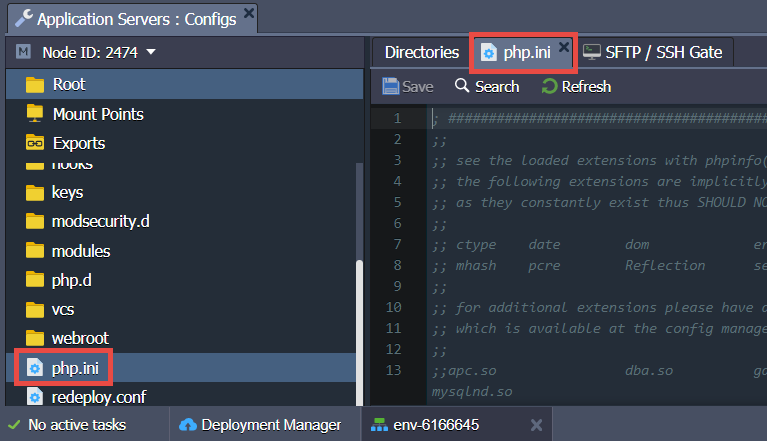 Application Servers : Configs
Node ID: 2474
Root
Mount Points
Exports
hooks
keys
modsecurity.d
modules
php.d
vcs
webroot
php.ini
redeploy.conf
Directories
php.ini
SFTP / SSH Gate
Save
Search
Refresh
1 ; ########################################
2 ;;
3 ;; see the loaded extensions with phpinfo(
4 ;; the following extensions are implicitly
5 ;; as they constantly exist thus SHOULD NO
6 ;;
7 ;; ctype date dom er
8 ;; mhash pcre Reflection se
9 ;;
10 ;; for additional extensions please have a
11 ;; which is available at the config manage
12 ;;
13 ;;apc.so dba.so ga
mysqlnd.so
No active tasks
Deployment Manager
env-6166645